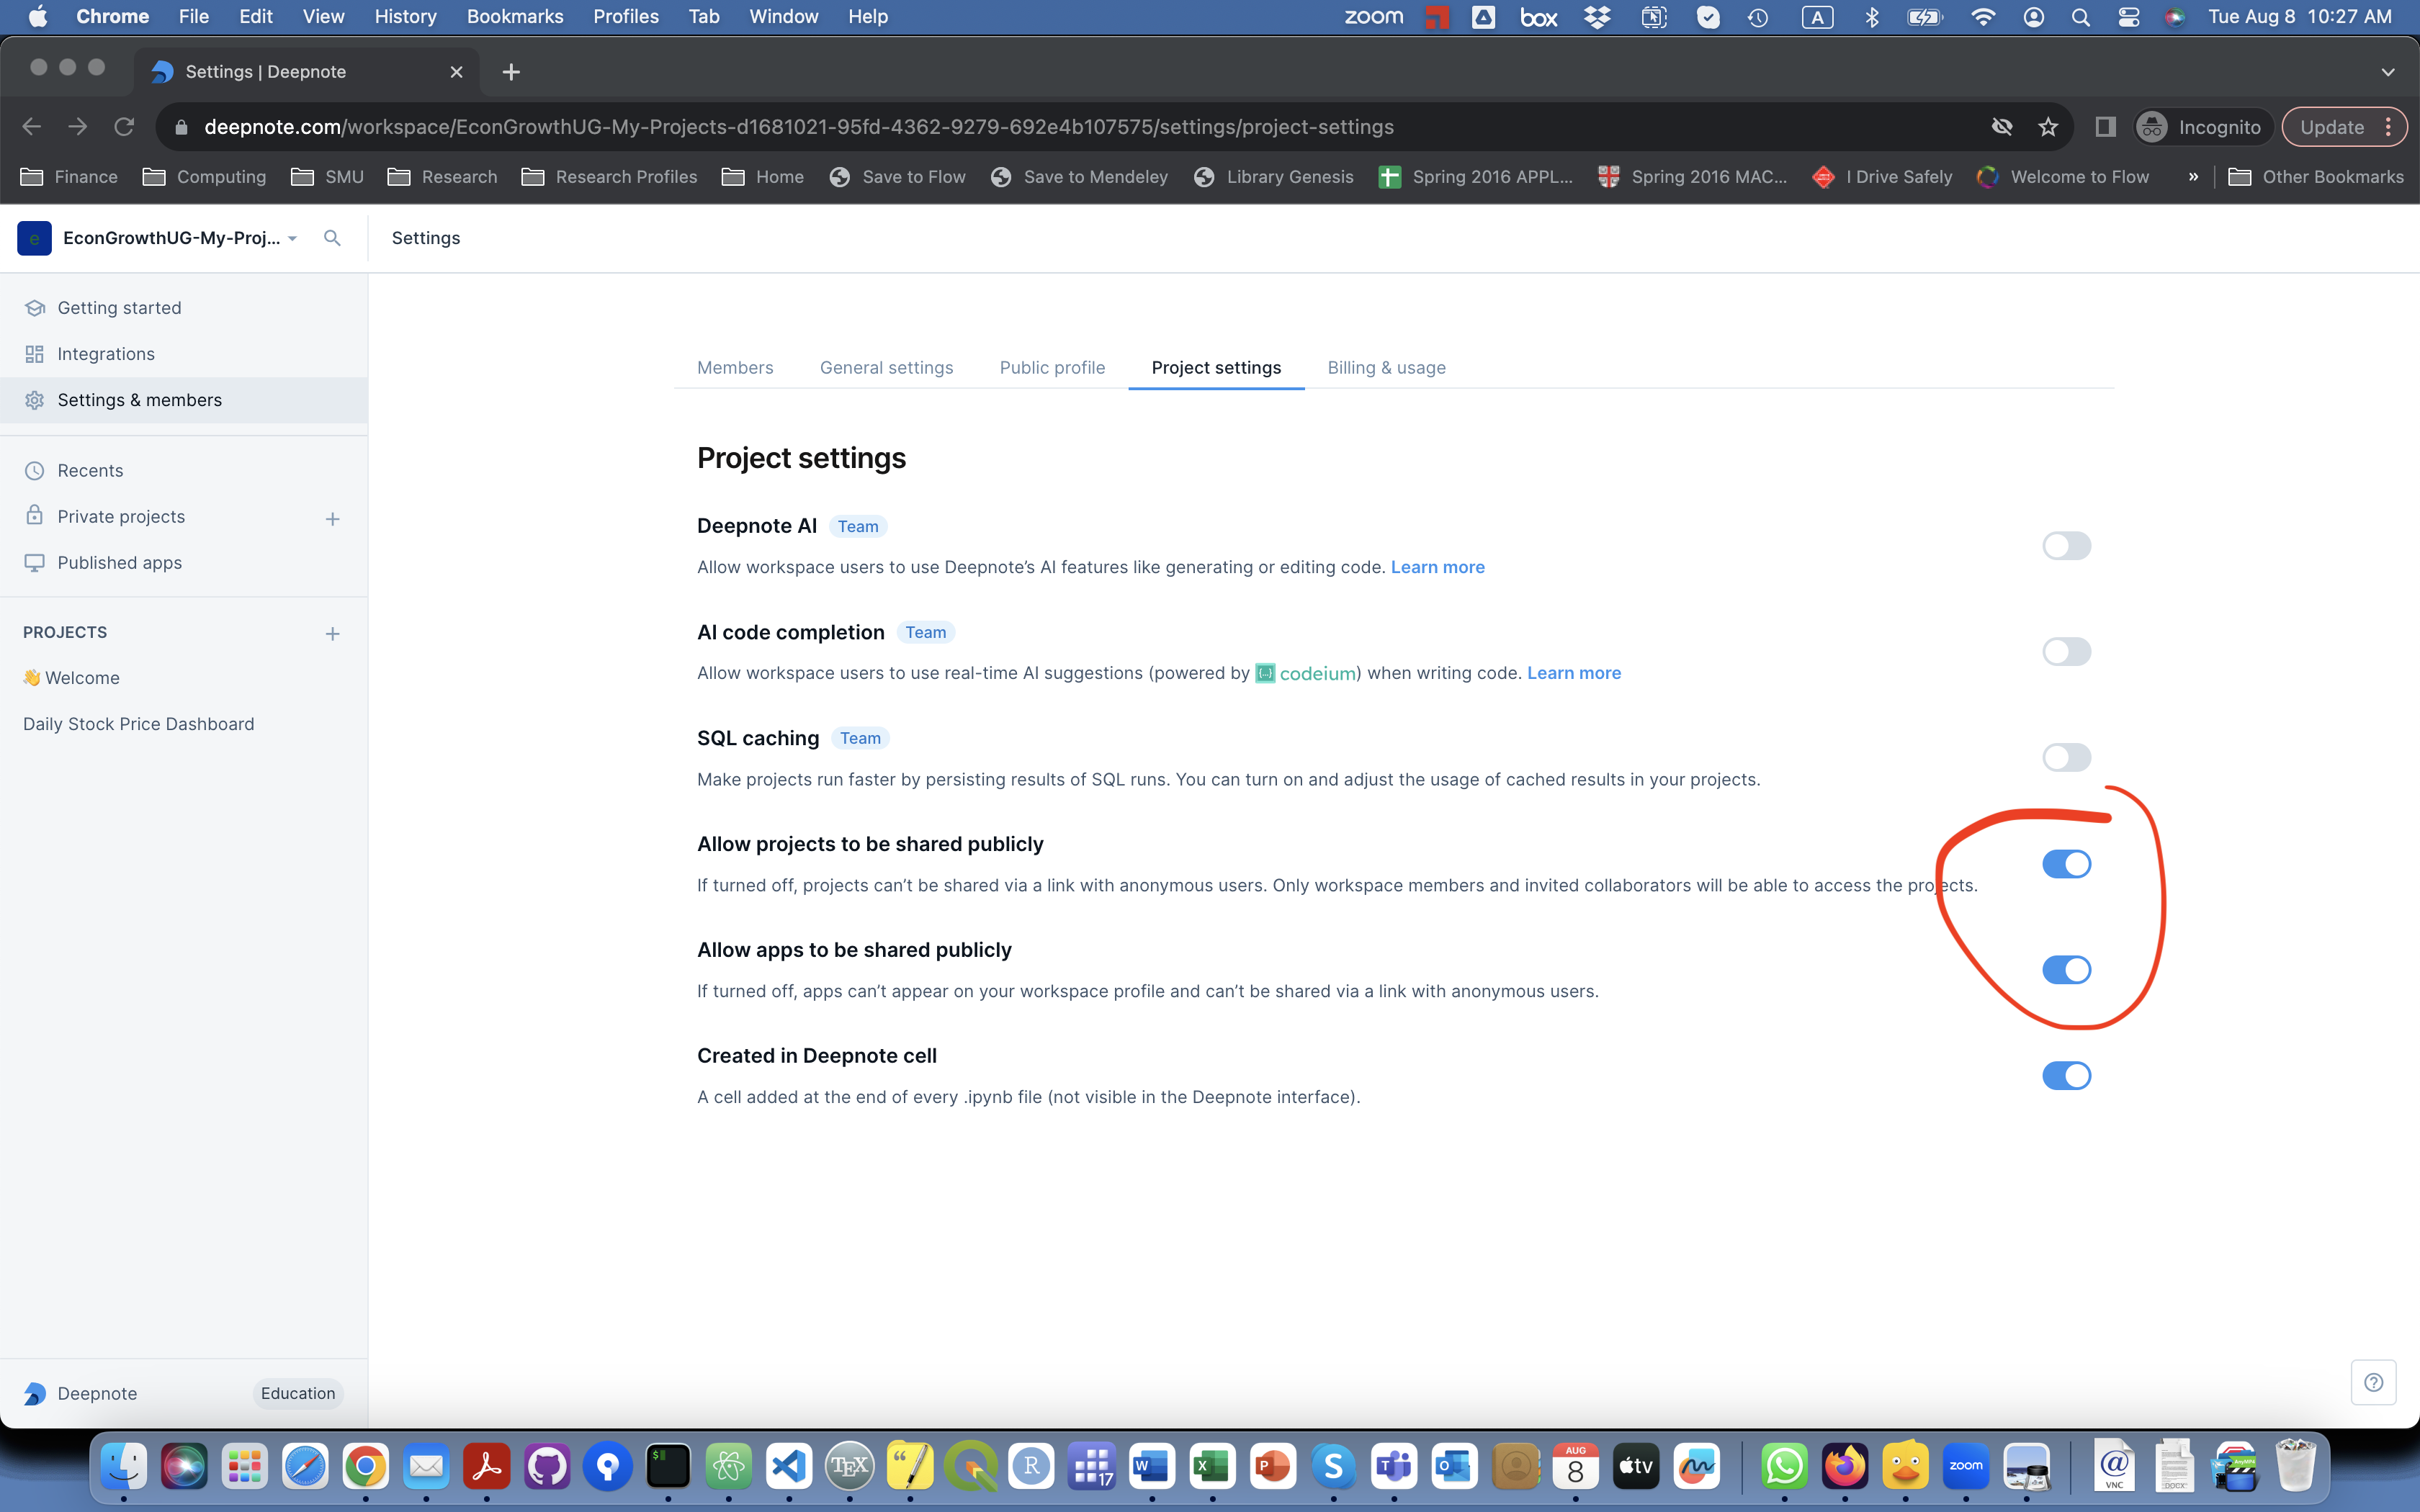 Chrome File Edit View History Bookmarks Profiles Tab Window Help zoom box A Tue Aug 8 10:27 AM
Settings | Deepnote
deepnote.com/workspace/EconGrowthUG-My-Projects-d1681021-95fd-4362-9279-692e4b107575/settings/project-settings Incognito Update
Finance Computing SMU Research Research Profiles Home Save to Flow Save to Mendeley Library Genesis Spring 2016 APPL... Spring 2016 MAC... I Drive Safely Welcome to Flow » Other Bookmarks
e EconGrowthUG-My-Proj... Settings
Getting started
Integrations
Settings & members
Recents
Private projects
Published apps
PROJECTS
👋 Welcome
Daily Stock Price Dashboard
Members General settings Public profile Project settings Billing & usage
Project settings
Deepnote AI Team
Allow workspace users to use Deepnote’s AI features like generating or editing code. Learn more
AI code completion Team
Allow workspace users to use real-time AI suggestions (powered by codeium) when writing code. Learn more
SQL caching Team
Make projects run faster by persisting results of SQL runs. You can turn on and adjust the usage of cached results in your projects.
Allow projects to be shared publicly
If turned off, projects can’t be shared via a link with anonymous users. Only workspace members and invited collaborators will be able to access the projects.
Allow apps to be shared publicly
If turned off, apps can’t appear on your workspace profile and can’t be shared via a link with anonymous users.
Created in Deepnote cell
A cell added at the end of every .ipynb file (not visible in the Deepnote interface).
Deepnote Education
$ TEX R 17 W X P S T O AUG 8 tv zoom @ VNC DOCX